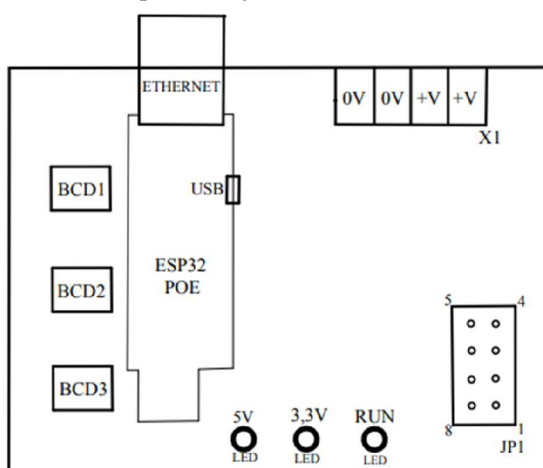 ETHERNET
0V 0V +V +V
X1
BCD1
USB
ESP32
POE
BCD2
5 4
BCD3
8 1
JP1
5V 3,3V RUN
LED LED LED